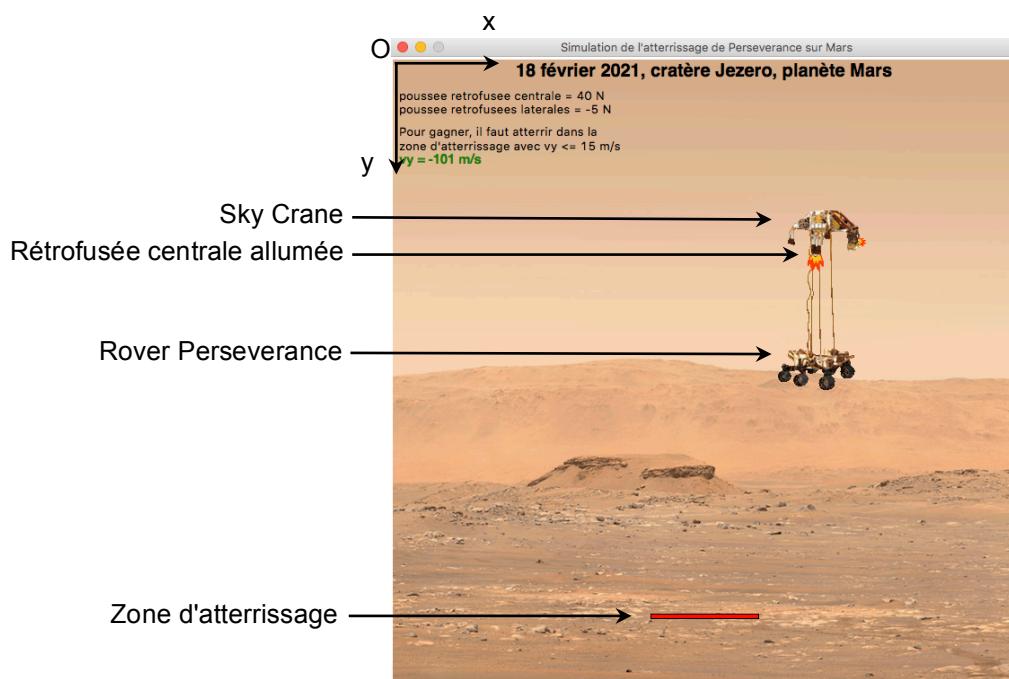 x
O
Simulation de l'atterrissage de Perseverance sur Mars
18 février 2021, cratère Jezero, planète Mars
poussee retrofusee centrale = 40 N
poussee retrofusees laterales = -5 N
Pour gagner, il faut atterrir dans la
zone d'atterrissage avec vy <= 15 m/s
vy = -101 m/s
y
Sky Crane
Rétrofusée centrale allumée
Rover Perseverance
Zone d'atterrissage